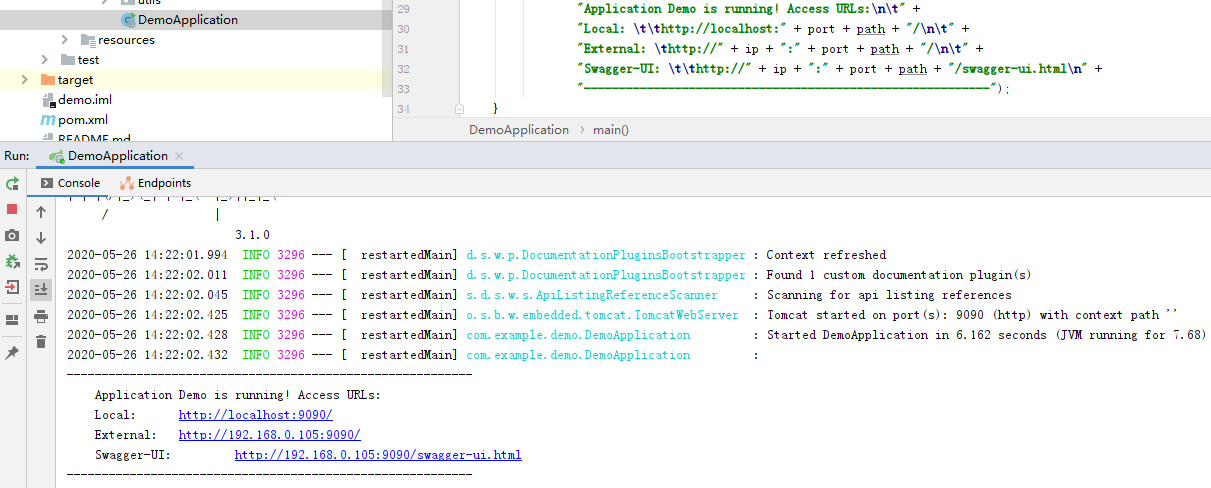 utils
DemoApplication
resources
test
target
demo.iml
pom.xml
README.md
29 "Application Demo is running! Access URLs:\n\t" +
30 "Local: \t\thttp://localhost:" + port + path + "/\n\t" +
31 "External: \thttp://" + ip + ":" + port + path + "/\n\t" +
32 "Swagger-UI: \t\thttp://" + ip + ":" + port + path + "/swagger-ui.html\n" +
33 "----------------------------------------------------------");
34 }
DemoApplication > main()
Run: DemoApplication ×
Console Endpoints
/ |
3.1.0
2020-05-26 14:22:01.994 INFO 3296 --- [ restartedMain] d.s.w.p.DocumentationPluginsBootstrapper : Context refreshed
2020-05-26 14:22:02.011 INFO 3296 --- [ restartedMain] d.s.w.p.DocumentationPluginsBootstrapper : Found 1 custom documentation plugin(s)
2020-05-26 14:22:02.045 INFO 3296 --- [ restartedMain] s.d.s.w.s.ApiListingReferenceScanner : Scanning for api listing references
2020-05-26 14:22:02.425 INFO 3296 --- [ restartedMain] o.s.b.w.embedded.tomcat.TomcatWebServer : Tomcat started on port(s): 9090 (http) with context path ''
2020-05-26 14:22:02.428 INFO 3296 --- [ restartedMain] com.example.demo.DemoApplication : Started DemoApplication in 6.162 seconds (JVM running for 7.68)
2020-05-26 14:22:02.432 INFO 3296 --- [ restartedMain] com.example.demo.DemoApplication :
----------------------------------------------------------
Application Demo is running! Access URLs:
Local: http://localhost:9090/
External: http://192.168.0.105:9090/
Swagger-UI: http://192.168.0.105:9090/swagger-ui.html
----------------------------------------------------------